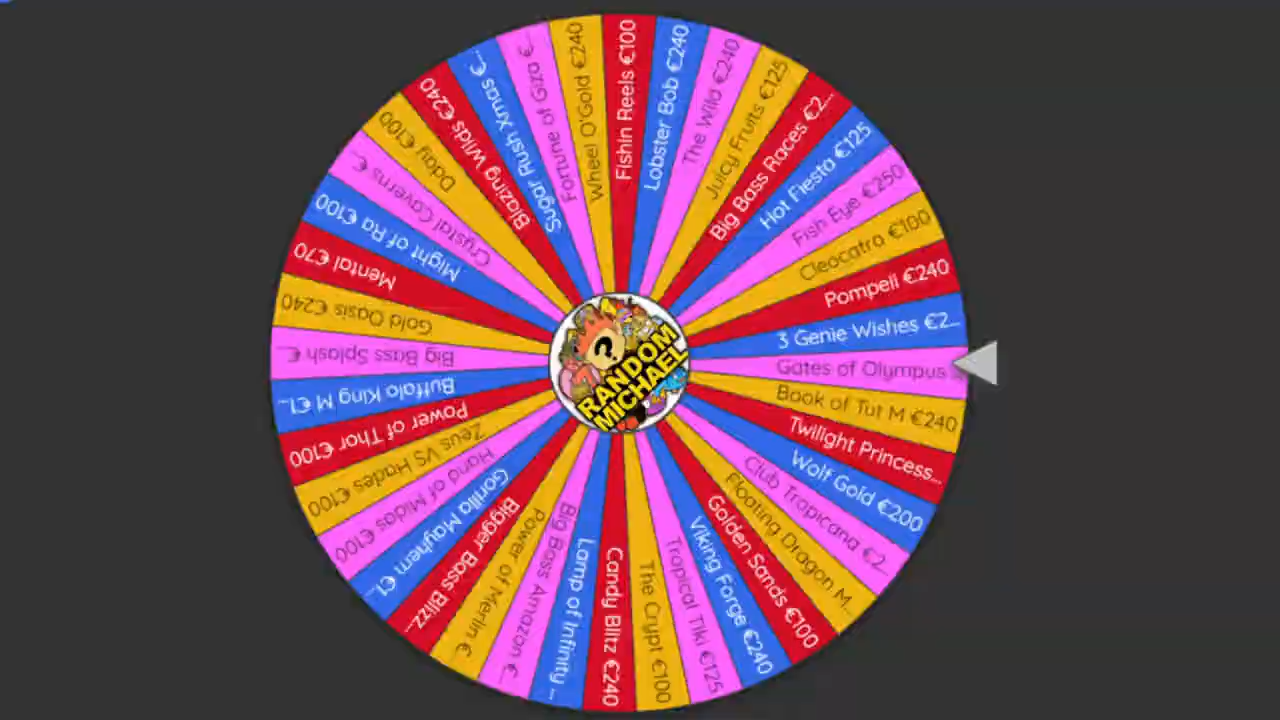 Fishin Reels €100
Lobster Bob €240
The Wild €240
Juicy Fruits €125
Big Bass Races €2...
Hot Fiesta €125
Fish Eye €250
Cleocatra €100
Pompeii €240
3 Genie Wishes €2...
Gates of Olympus
Book of Tut M €240
Twilight Princess...
Wolf Gold €200
Club Tropicana €2...
Floating Dragon M...
Golden Sands €100
Viking Forge €240
Tropical Tiki €125
The Crypt €100
Candy Blitz €240
Lamp of Infinity ...
Big Bass Amazon €...
Power of Merlin €
Bigger Bass Blizz...
Gorilla Mayhem €1...
Hand of Midas €100
Zeus VS Hades €100
Power of Thor €100
Buffalo King M €1...
Big Bass Splash €...
Gold Oasis €240
Mental €70
Might of Ra €100
Crystal Caverns €
Dday €100
Blazing Wilds €240
Sugar Rush Xmas €...
Fortune of Giza €...
Wheel O'Gold €240
?
RANDOM
MICHAEL